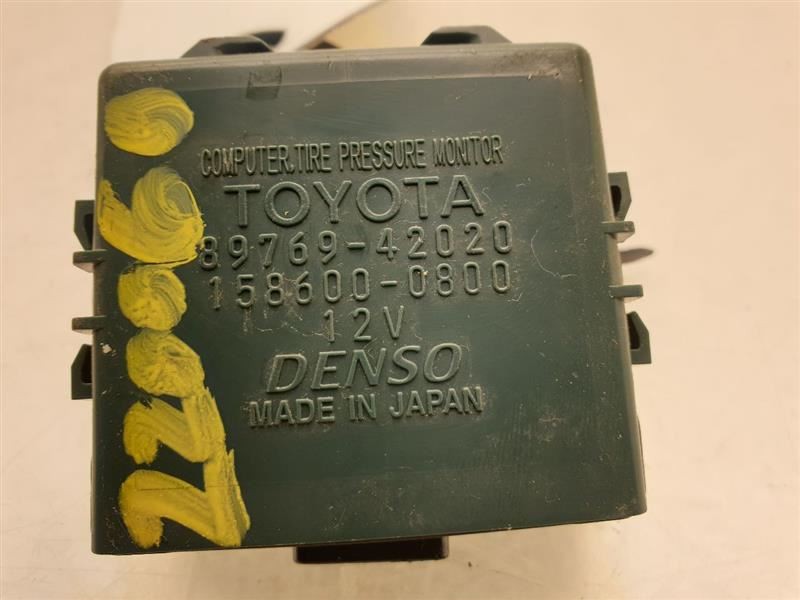 COMPUTER.TIRE PRESSURE MONITOR
TOYOTA
89769-42020
158600-0800
12V
DENSO
MADE IN JAPAN